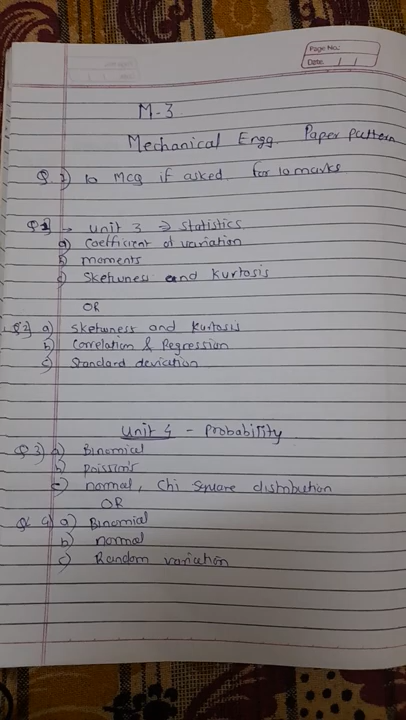 Page No.:
Date: / /
M-3
Mechanical Engg. Paper pattern
Q 1) 10 mcq if asked for 10 marks
Q1 → unit 3 ⇒ statistics
a) coefficient of variation
b) moments
c) Skewness and Kurtosis
OR
Q2) a) skewness and kurtosis
b) Correlation & Regression
c) Standard deviation
Unit 4 - Probability
Q 3) a) Binomical
b) poission's
c) normal, Chi square distribution
OR
Q. 4) a) Binomial
b) normal
c) Random variation